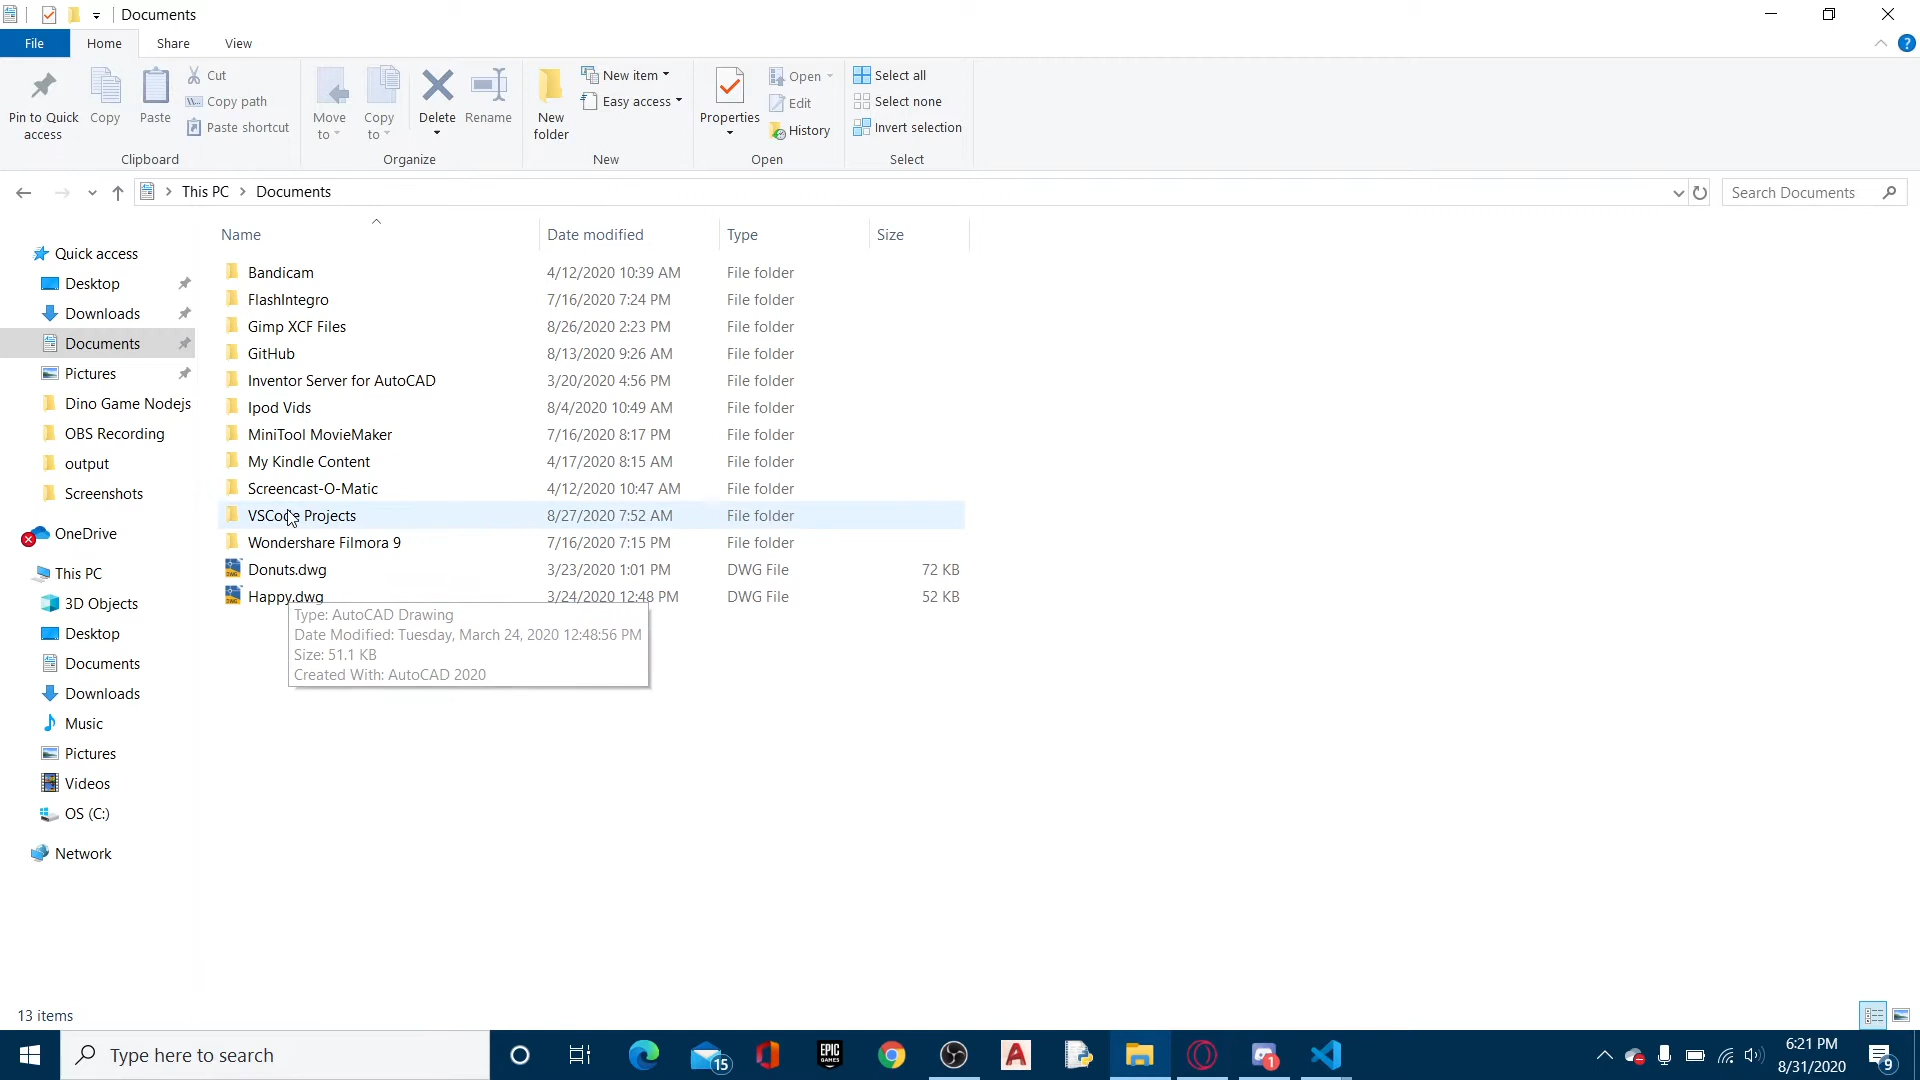 Documents
File Home Share View
Pin to Quick access
Copy
Paste
Cut
Copy path
Paste shortcut
Clipboard
Move to
Copy to
Delete
Rename
Organize
New folder
New item
Easy access
New
Properties
Open
Edit
History
Open
Select all
Select none
Invert selection
Select
This PC Documents
Search Documents
Name Date modified Type Size
Quick access
Desktop
Downloads
Documents
Pictures
Dino Game Nodejs
OBS Recording
output
Screenshots
OneDrive
This PC
3D Objects
Desktop
Documents
Downloads
Music
Pictures
Videos
OS (C:)
Network
Bandicam 4/12/2020 10:39 AM File folder
FlashIntegro 7/16/2020 7:24 PM File folder
Gimp XCF Files 8/26/2020 2:23 PM File folder
GitHub 8/13/2020 9:26 AM File folder
Inventor Server for AutoCAD 3/20/2020 4:56 PM File folder
Ipod Vids 8/4/2020 10:49 AM File folder
MiniTool MovieMaker 7/16/2020 8:17 PM File folder
My Kindle Content 4/17/2020 8:15 AM File folder
Screencast-O-Matic 4/12/2020 10:47 AM File folder
VSCode Projects 8/27/2020 7:52 AM File folder
Wondershare Filmora 9 7/16/2020 7:15 PM File folder
Donuts.dwg 3/23/2020 1:01 PM DWG File 72 KB
Happy.dwg 3/24/2020 12:48 PM DWG File 52 KB
Type: AutoCAD Drawing
Date Modified: Tuesday, March 24, 2020 12:48:56 PM
Size: 51.1 KB
Created With: AutoCAD 2020
13 items
Type here to search
15
EPIC GAMES
A
1
6:21 PM
8/31/2020
9